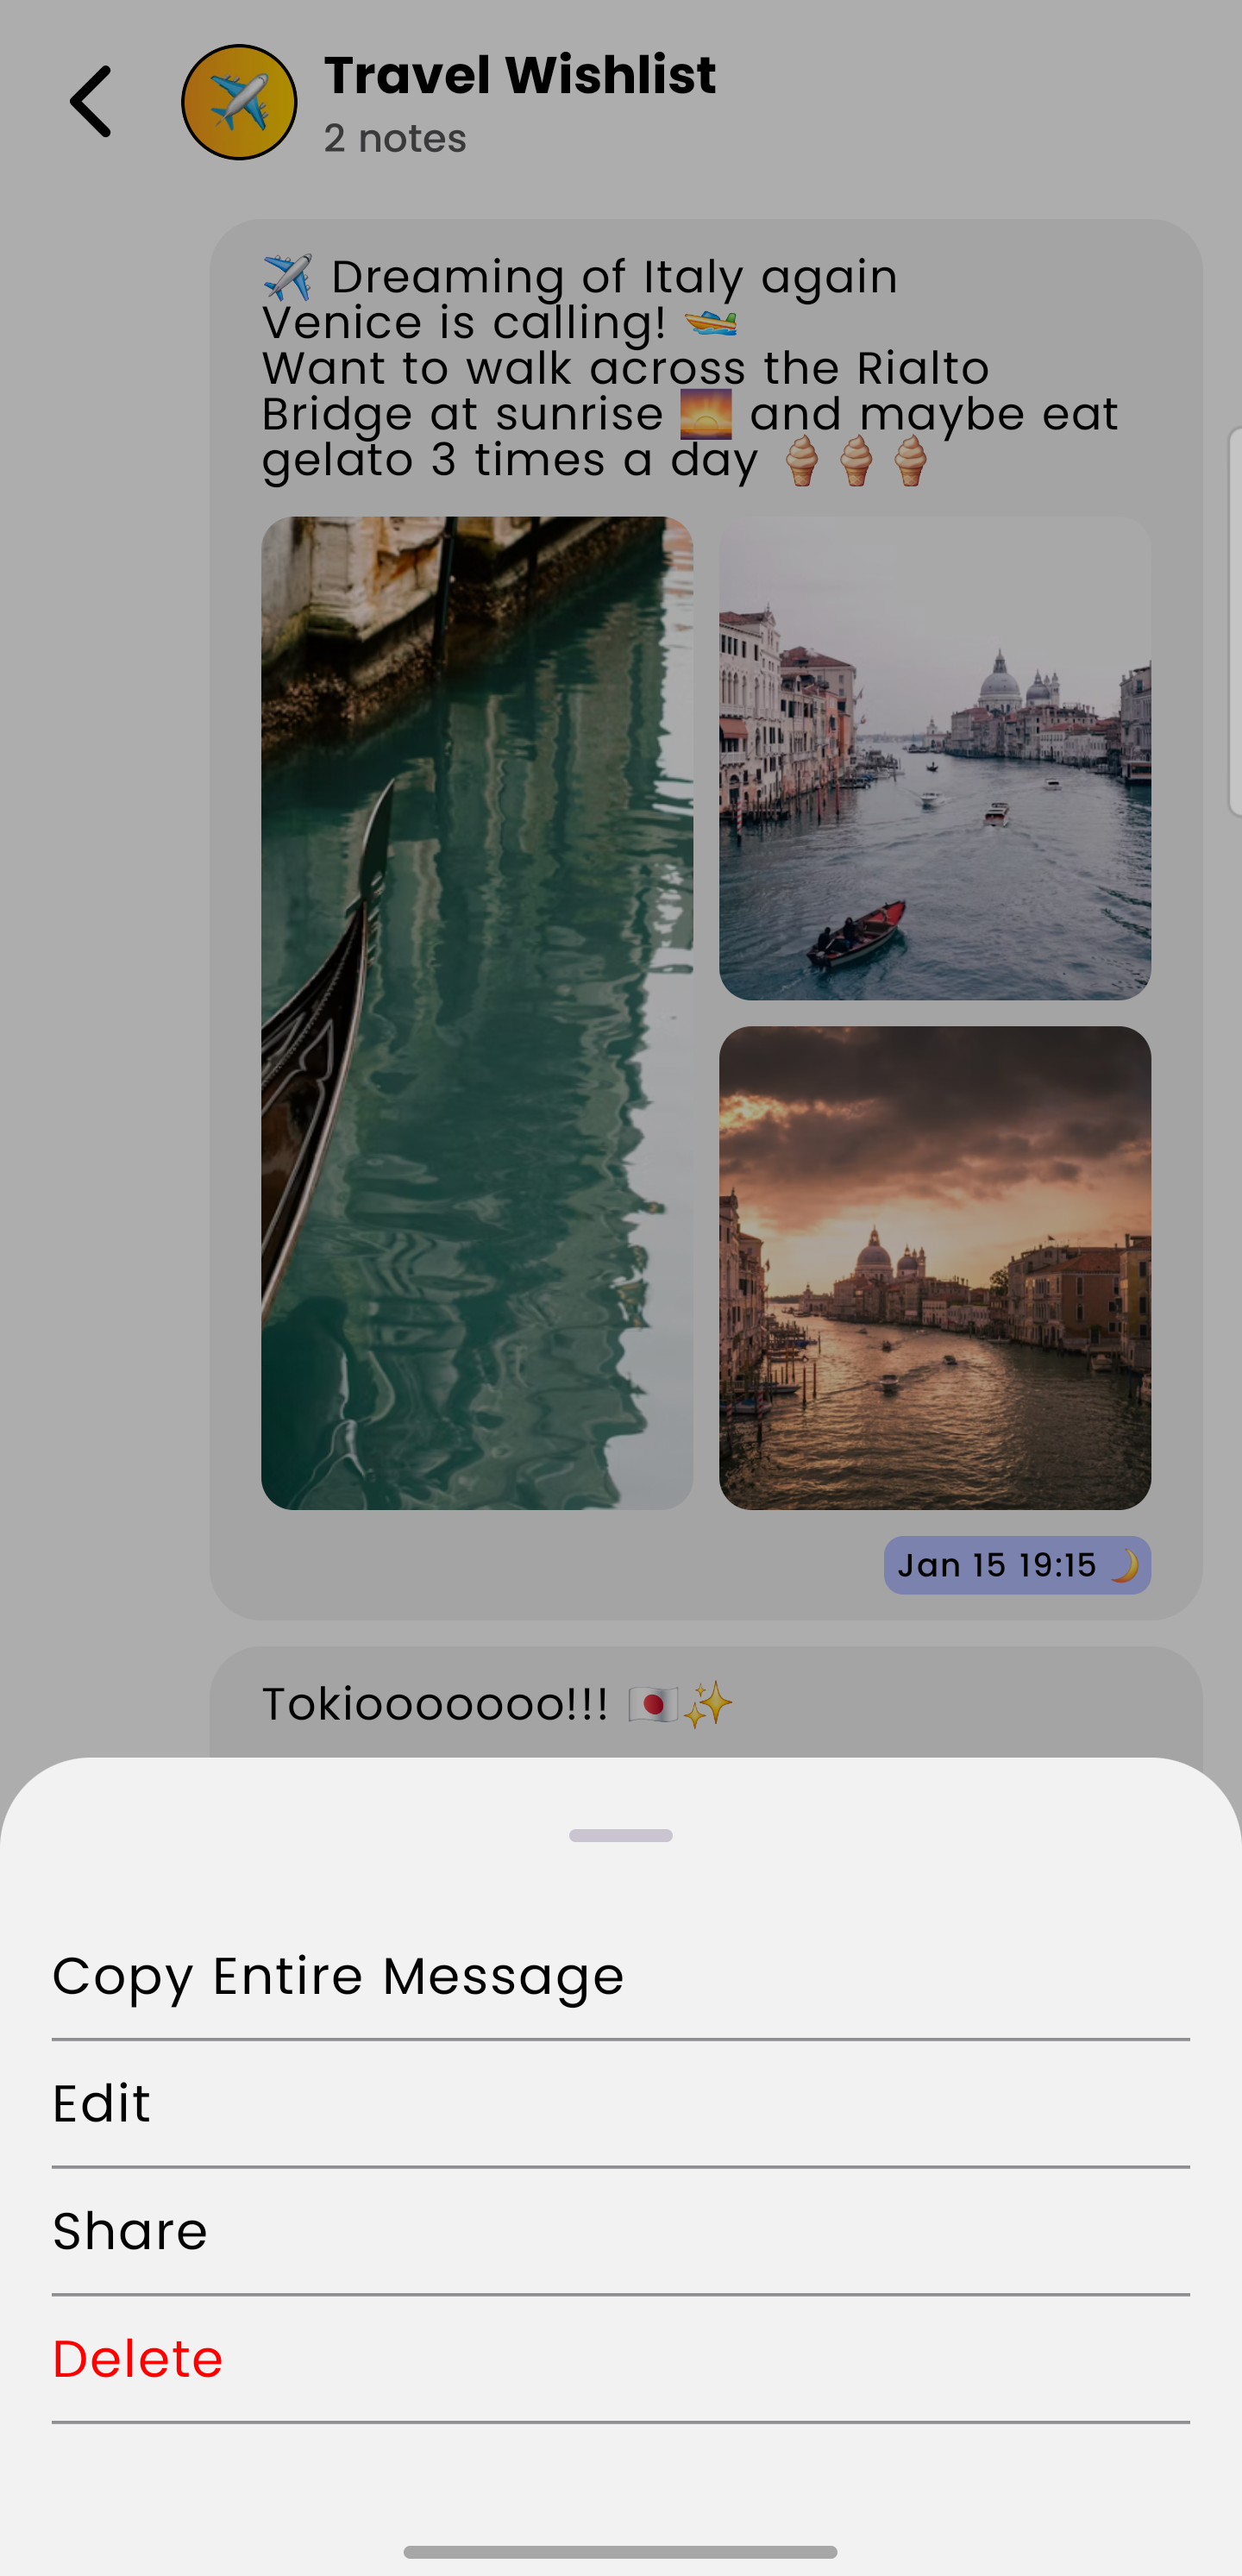 Travel Wishlist
2 notes
✈️ Dreaming of Italy again
Venice is calling! 🚤
Want to walk across the Rialto
Bridge at sunrise 🌅 and maybe eat
gelato 3 times a day 🍦🍦🍦
Jan 15 19:15 🌙
Tokioooooooo!!! 🇯🇵✨
Copy Entire Message
Edit
Share
Delete